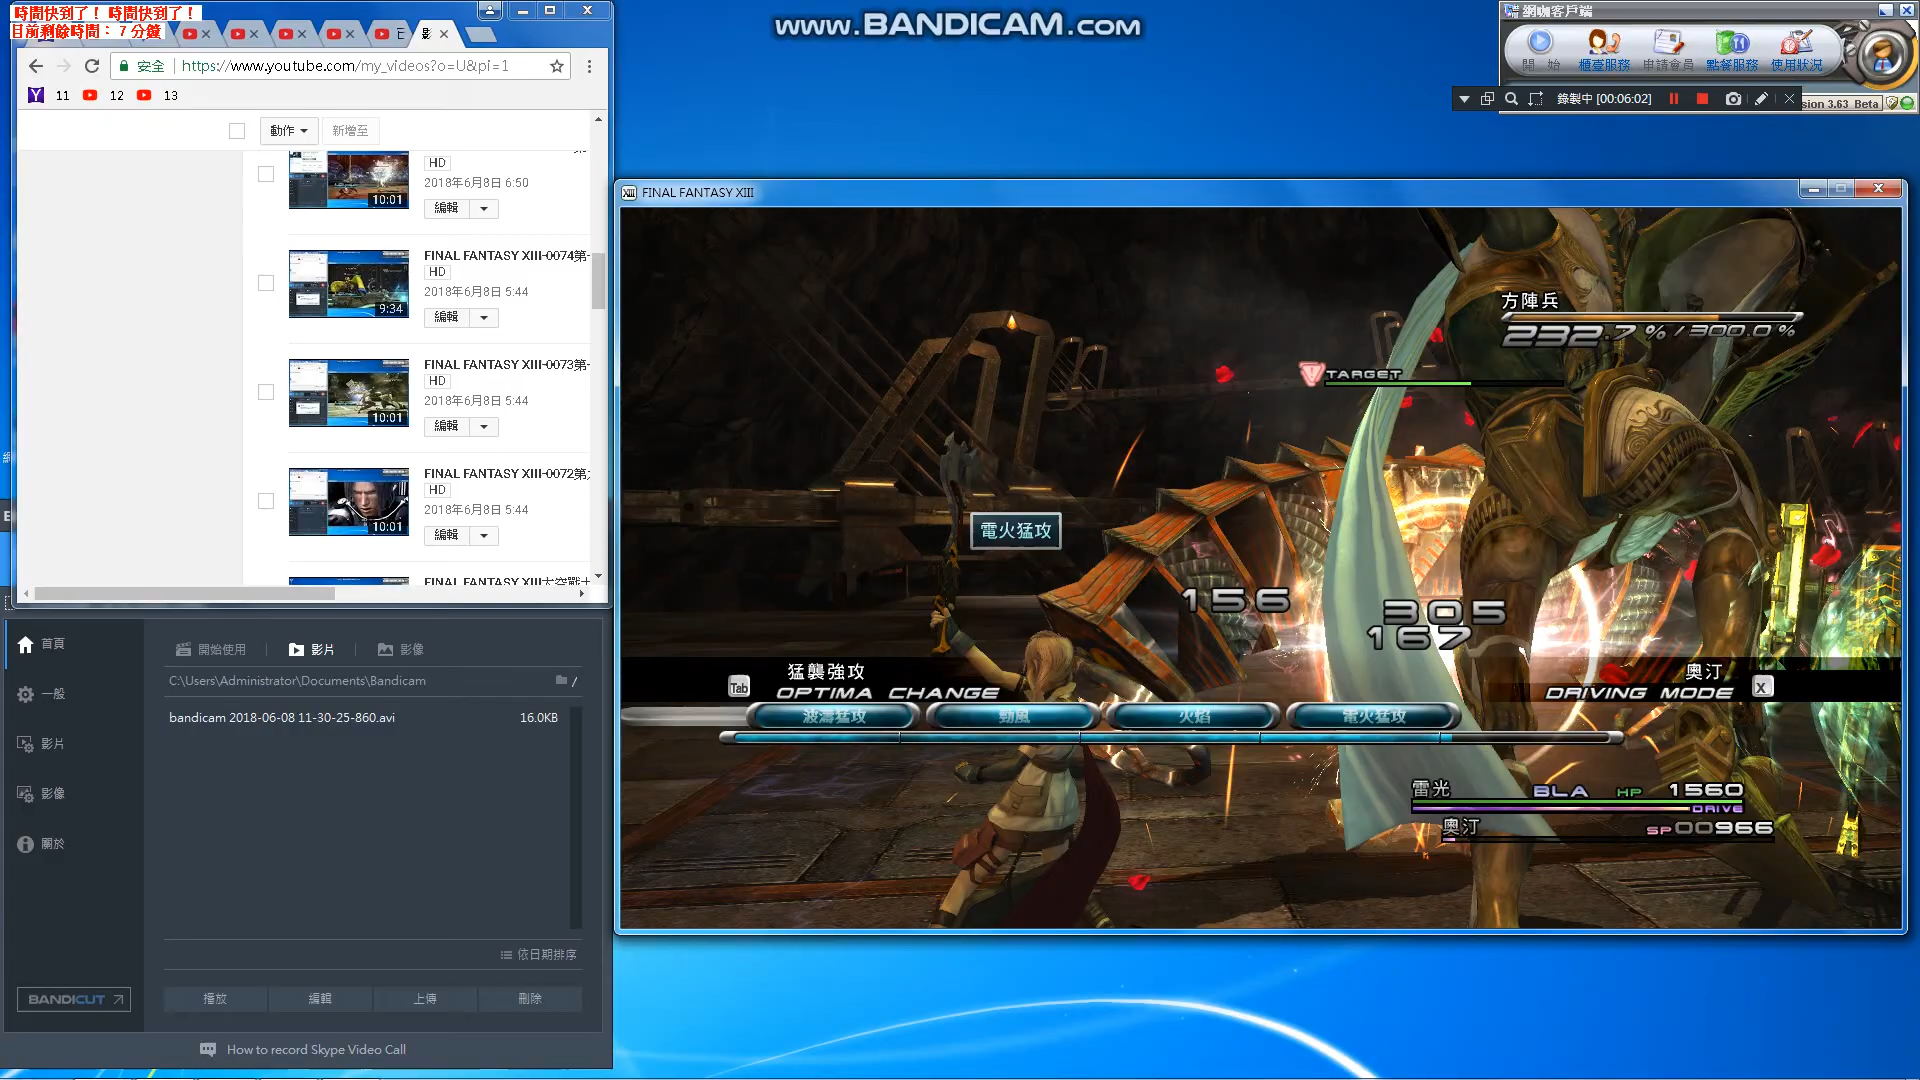 時間快到了! 時間快到了!
目前剩餘時間: 7 分鐘
安全 https://www.youtube.com/my_videos?o=U&pi=1
11 12 13
動作 新增至
HD
2018年6月8日 6:50
10:01
編輯
FINAL FANTASY XIII-0074第
HD
2018年6月8日 5:44
9:34
編輯
FINAL FANTASY XIII-0073第
HD
2018年6月8日 5:44
10:01
編輯
FINAL FANTASY XIII-0072第
HD
2018年6月8日 5:44
10:01
編輯
FINAL FANTASY XIII太空戰士
首頁
一般
影片
影像
關於
開始使用 影片 影像
C:\Users\Administrator\Documents\Bandicam /
bandicam 2018-06-08 11-30-25-860.avi 16.0KB
依日期排序
播放 編輯 上傳 刪除
BANDICUT
How to record Skype Video Call
www.BANDICAM.com
網咖客戶端
開 始 櫃臺服務 申請會員 點餐服務 使用狀況
錄製中 [00:06:02]
sion 3.63 Beta
XIII FINAL FANTASY XIII
方陣兵
232.7%/300.0%
TARGET
電火猛攻
156
305
167
猛襲強攻
Tab OPTIMA CHANGE
奧汀
DRIVING MODE X
波濤猛攻 勁風 火焰 電火猛攻
雷光 BLA HP 1560
DRIVE
奧汀 SP 00966